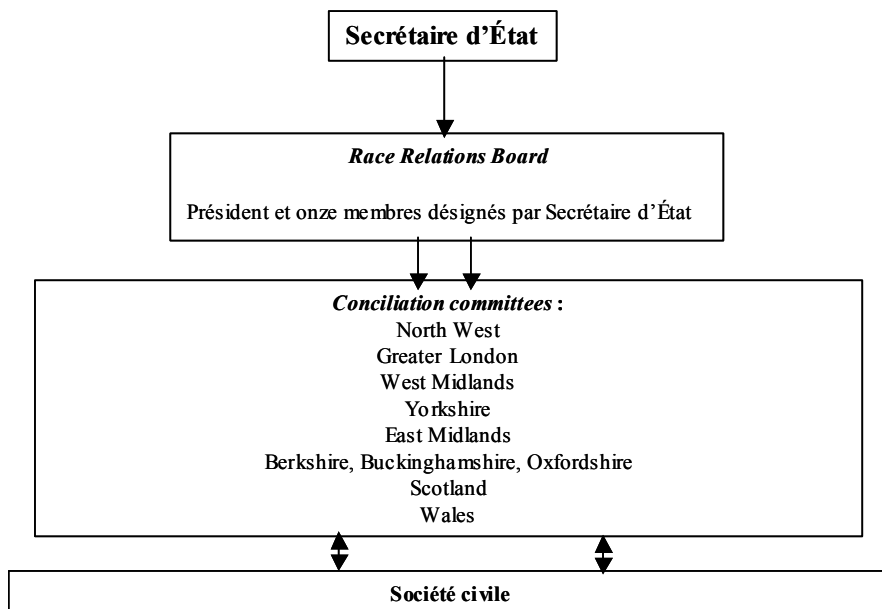 Secrétaire d’État
Race Relations Board
Président et onze membres désignés par Secrétaire d’État
Conciliation committees :
North West
Greater London
West Midlands
Yorkshire
East Midlands
Berkshire, Buckinghamshire, Oxfordshire
Scotland
Wales
Société civile